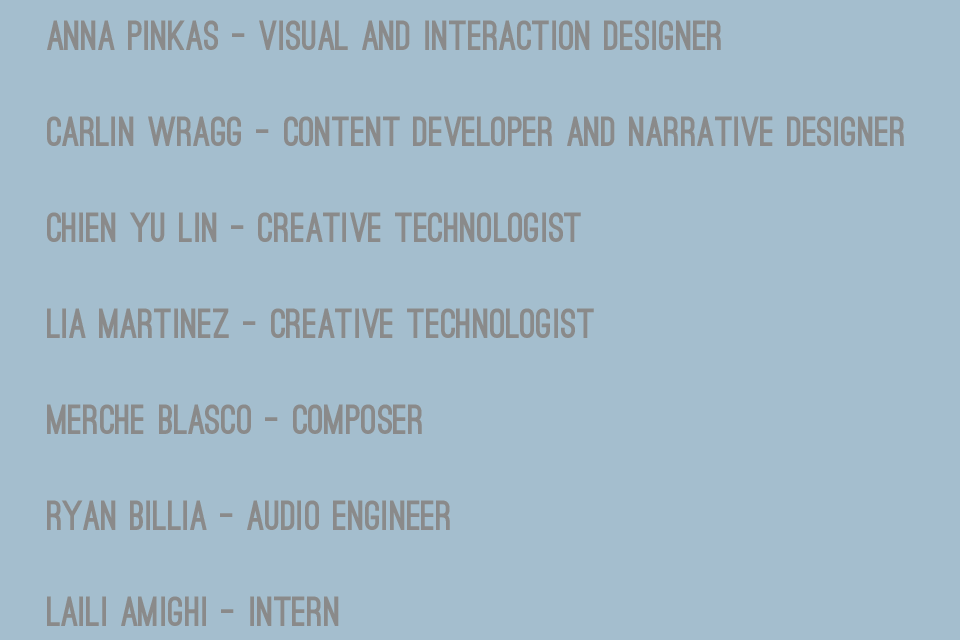 ANNA PINKAS - VISUAL AND INTERACTION DESIGNER
CARLIN WRAGG - CONTENT DEVELOPER AND NARRATIVE DESIGNER
CHIEN YU LIN - CREATIVE TECHNOLOGIST
LIA MARTINEZ - CREATIVE TECHNOLOGIST
MERCHE BLASCO - COMPOSER
RYAN BILLIA - AUDIO ENGINEER
LAILI AMIGHI - INTERN